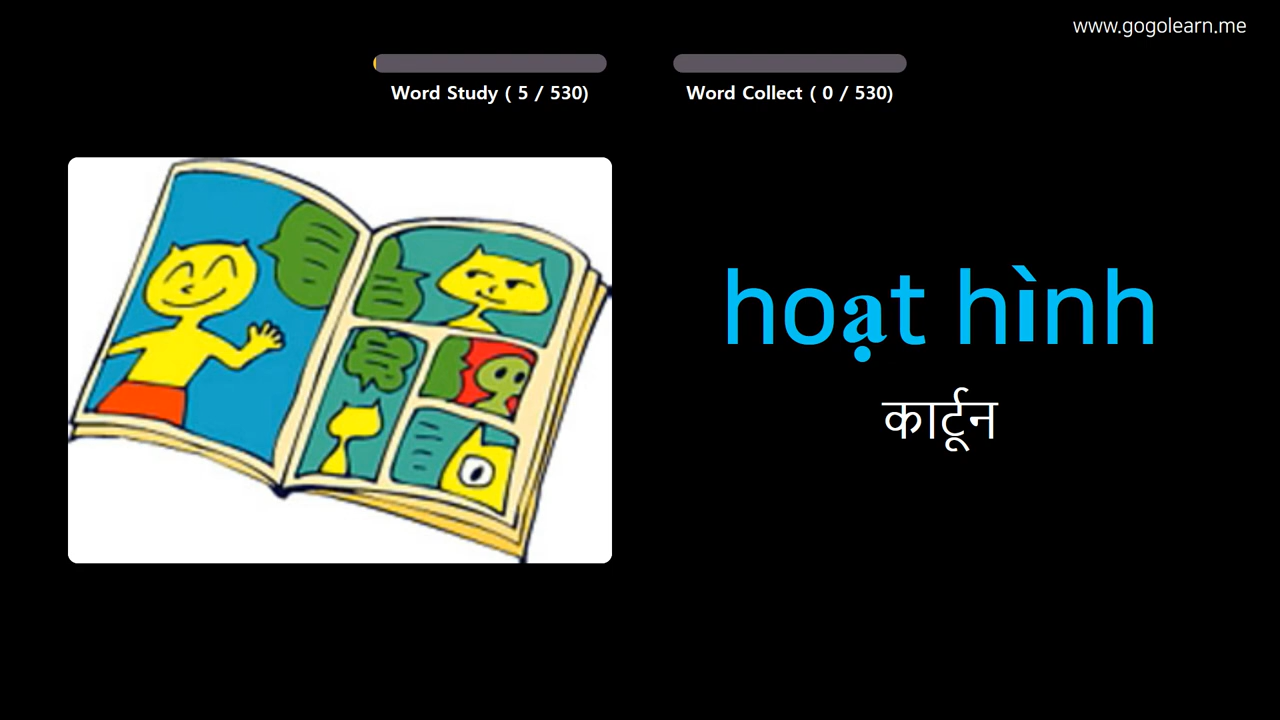 www.gogolearn.me
Word Study ( 5 / 530)
Word Collect ( 0 / 530)
hoạt hình
कार्टून